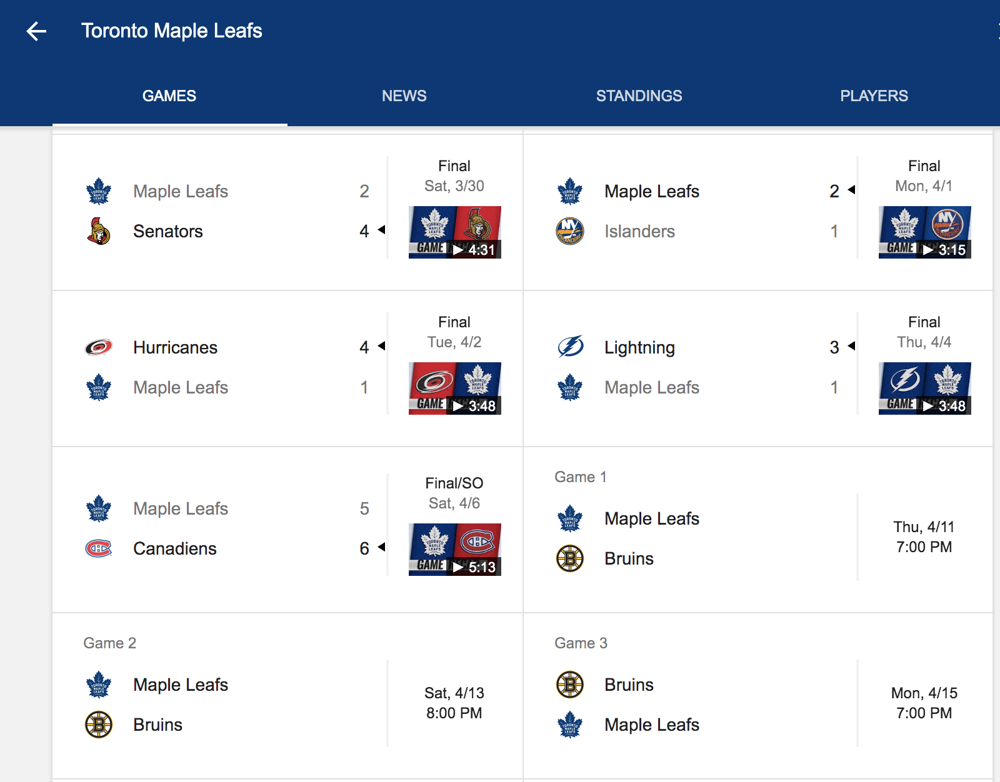 Toronto Maple Leafs
GAMES
NEWS
STANDINGS
PLAYERS
Maple Leafs 2
Senators 4
Final
Sat, 3/30
GAME
4:31
Maple Leafs 2
Islanders 1
Final
Mon, 4/1
GAME
3:15
Hurricanes 4
Maple Leafs 1
Final
Tue, 4/2
GAME
3:48
Lightning 3
Maple Leafs 1
Final
Thu, 4/4
GAME
3:48
Maple Leafs 5
Canadiens 6
Final/SO
Sat, 4/6
GAME
5:13
Game 1
Maple Leafs
Bruins
Thu, 4/11
7:00 PM
Game 2
Maple Leafs
Bruins
Sat, 4/13
8:00 PM
Game 3
Bruins
Maple Leafs
Mon, 4/15
7:00 PM